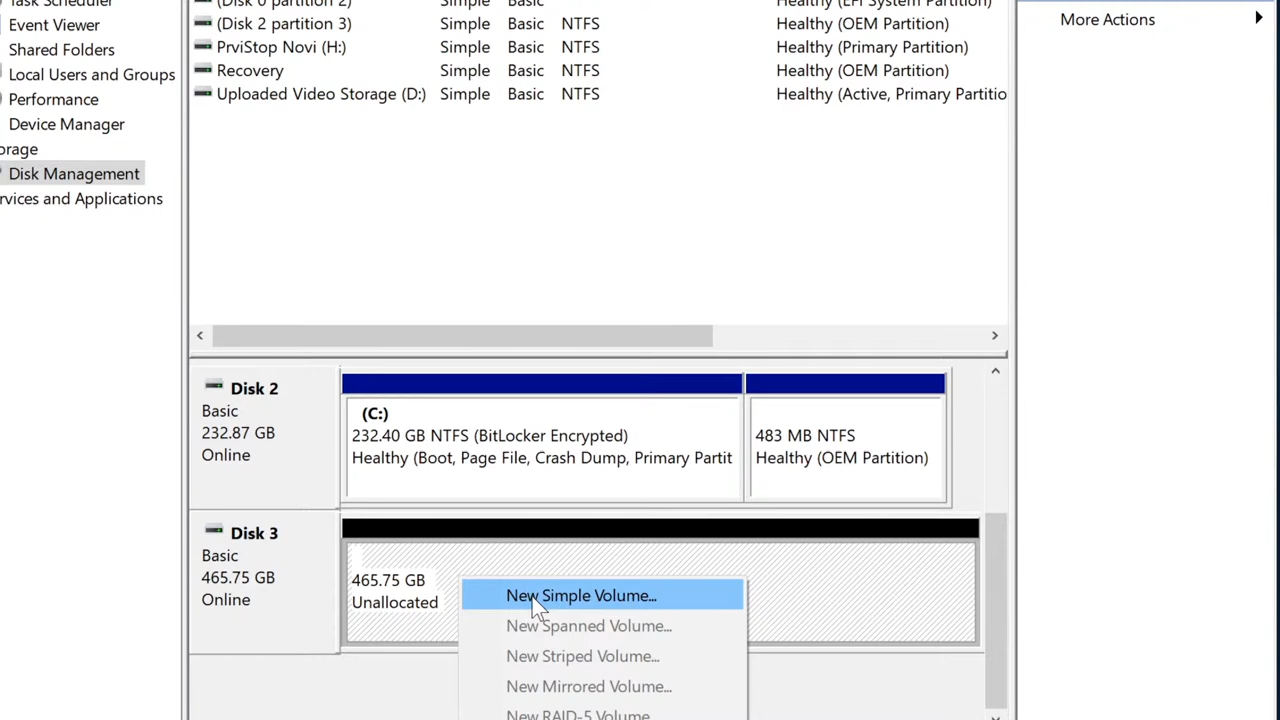 Task Scheduler
Event Viewer
Shared Folders
Local Users and Groups
Performance
Device Manager
orage
Disk Management
rvices and Applications
(Disk 0 partition 2) Simple Basic Healthy (EFI System Partition)
(Disk 2 partition 3) Simple Basic NTFS Healthy (OEM Partition)
PrviStop Novi (H:) Simple Basic NTFS Healthy (Primary Partition)
Recovery Simple Basic NTFS Healthy (OEM Partition)
Uploaded Video Storage (D:) Simple Basic NTFS Healthy (Active, Primary Partitio
More Actions
Disk 2
Basic
232.87 GB
Online
(C:)
232.40 GB NTFS (BitLocker Encrypted)
Healthy (Boot, Page File, Crash Dump, Primary Partit
483 MB NTFS
Healthy (OEM Partition)
Disk 3
Basic
465.75 GB
Online
465.75 GB
Unallocated
New Simple Volume...
New Spanned Volume...
New Striped Volume...
New Mirrored Volume...
New RAID-5 Volume